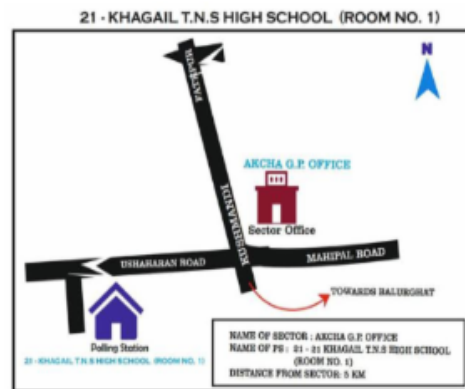 21 - KHAGAIL T.N.S HIGH SCHOOL (ROOM NO. 1)
N
FATEPUR
AKCHA G.P. OFFICE
KUSHMANDI
Sector Office
USHAHARAN ROAD
MAHIPAL ROAD
TOWARDS BALURGHAT
Polling Station
21 - KHAGAIL T.N.S HIGH SCHOOL (ROOM NO. 1)
NAME OF SECTOR : AKCHA G.P. OFFICE
NAME OF PS : 21 - 21 KHAGAIL T.N.S HIGH SCHOOL
(ROOM NO. 1)
DISTANCE FROM SECTOR: 5 KM